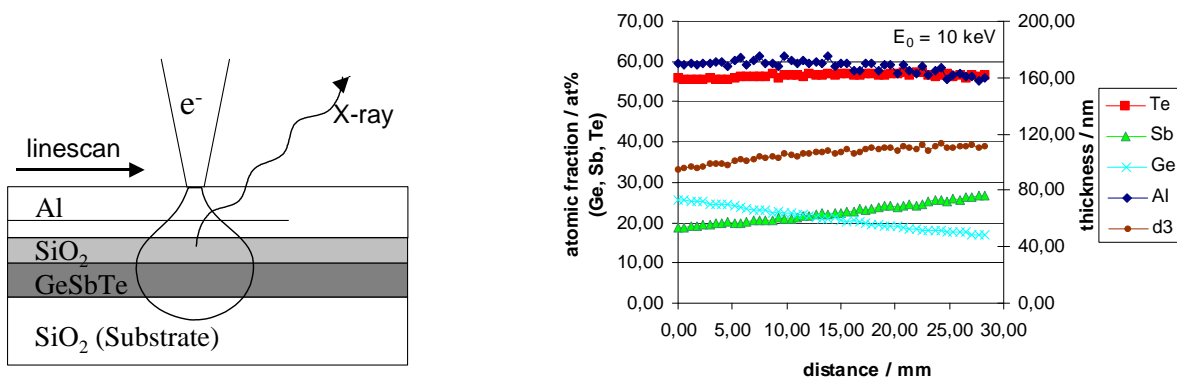 e-
X-ray
linescan
Al
SiO2
GeSbTe
SiO2 (Substrate)
E0 = 10 keV
70,00
60,00
50,00
40,00
30,00
20,00
10,00
0,00
atomic fraction / at%
(Ge, Sb, Te)
200,00
160,00
120,00
80,00
40,00
0,00
thickness / nm
0,00 5,00 10,00 15,00 20,00 25,00 30,00
distance / mm
Te
Sb
Ge
Al
d3